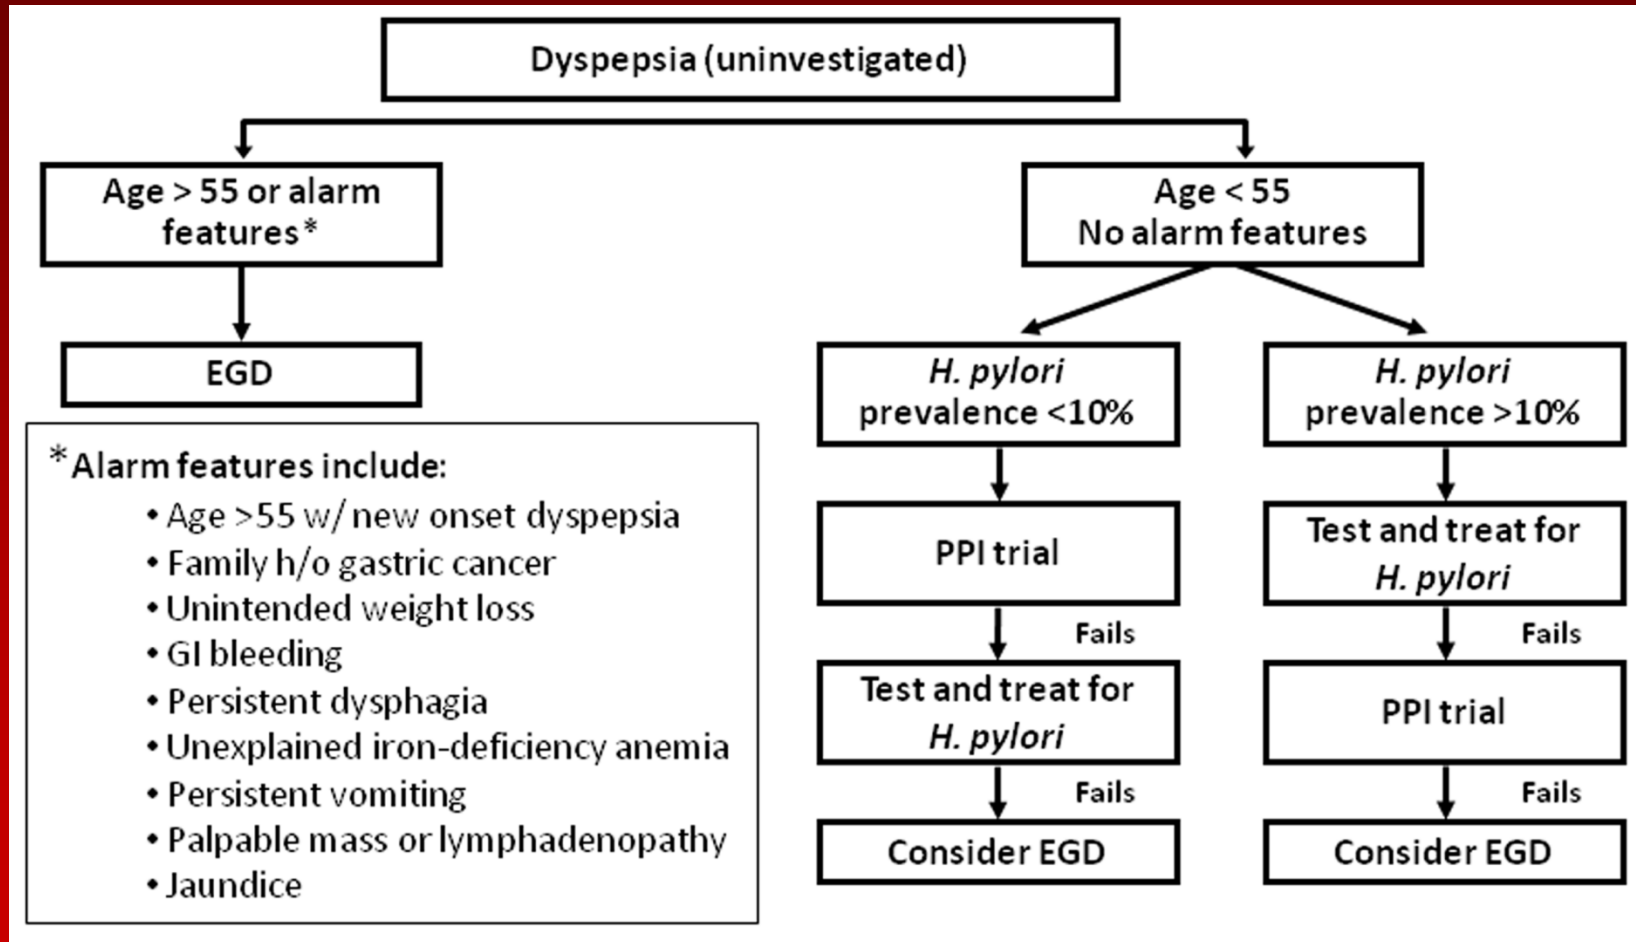 Dyspepsia (uninvestigated)
Age > 55 or alarm
features*
EGD
*Alarm features include:
• Age >55 w/ new onset dyspepsia
• Family h/o gastric cancer
• Unintended weight loss
• GI bleeding
• Persistent dysphagia
• Unexplained iron-deficiency anemia
• Persistent vomiting
• Palpable mass or lymphadenopathy
• Jaundice
Age < 55
No alarm features
H. pylori
prevalence <10%
PPI trial
Fails
Test and treat for
H. pylori
Fails
Consider EGD
H. pylori
prevalence >10%
Test and treat for
H. pylori
Fails
PPI trial
Fails
Consider EGD